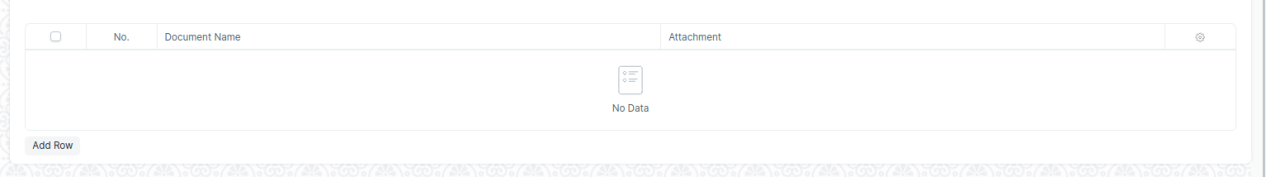 No. Document Name Attachment
No Data
Add Row